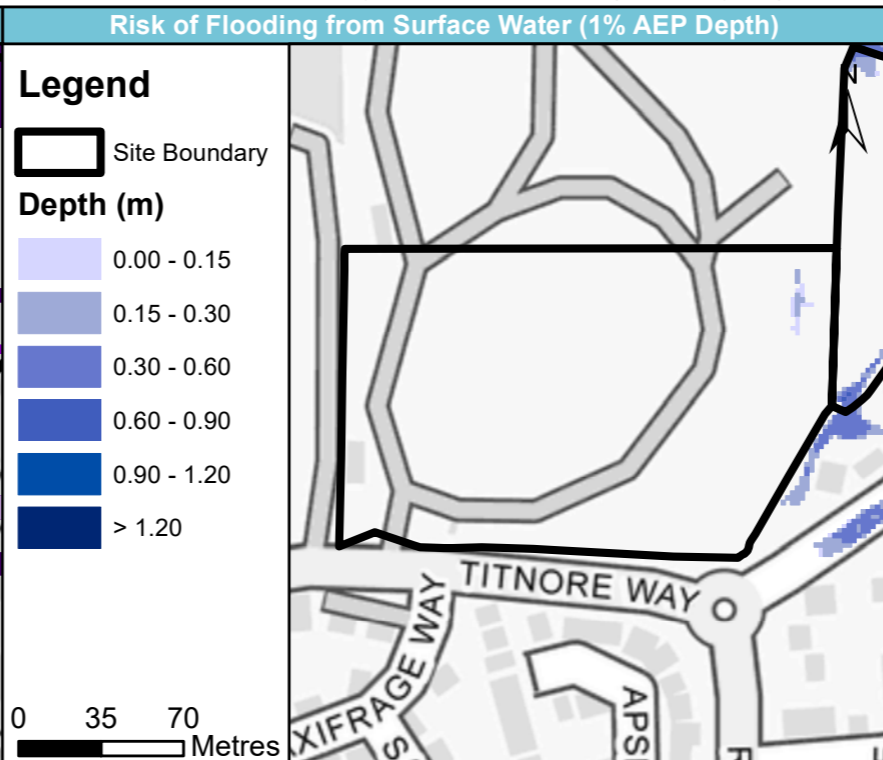 Risk of Flooding from Surface Water (1% AEP Depth)
Legend
Site Boundary
Depth (m)
0.00 - 0.15
0.15 - 0.30
0.30 - 0.60
0.60 - 0.90
0.90 - 1.20
> 1.20
0 35 70
Metres
N
TITNORE WAY
XIFRAGE WAY
S
APS
R